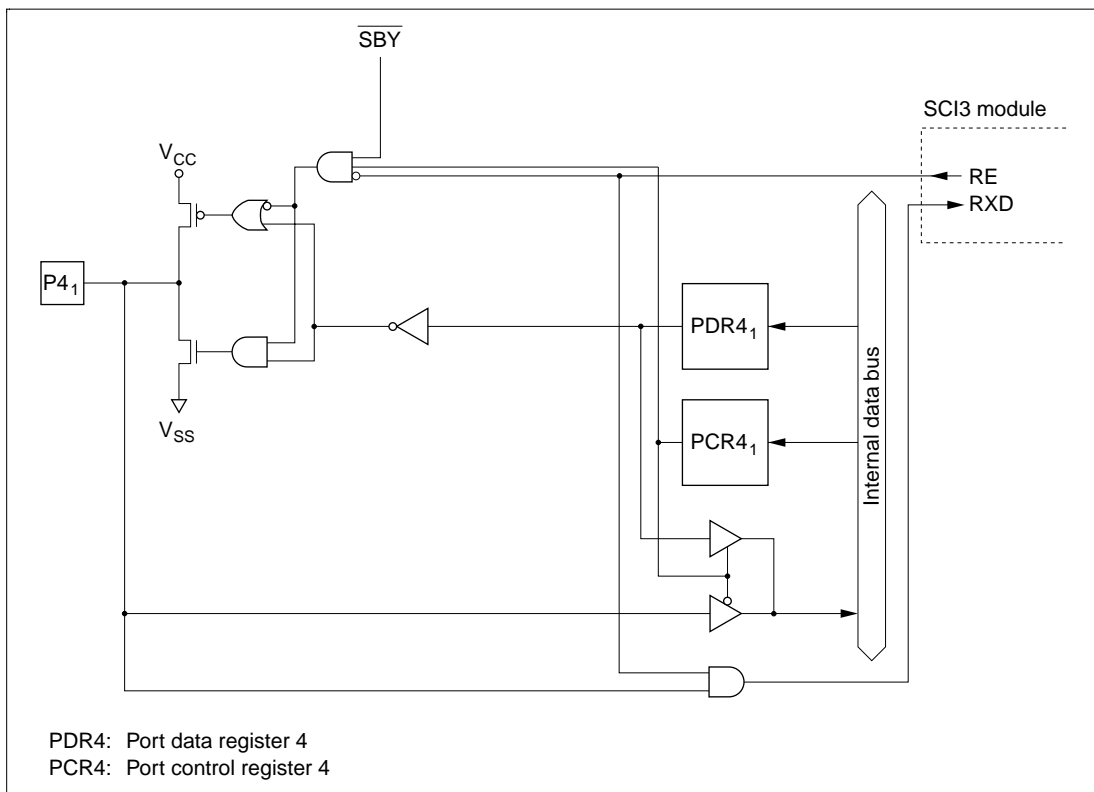 SBY
SCI3 module
VCC
RE
RXD
P41
PDR41
PCR41
VSS
Internal data bus
PDR4: Port data register 4
PCR4: Port control register 4